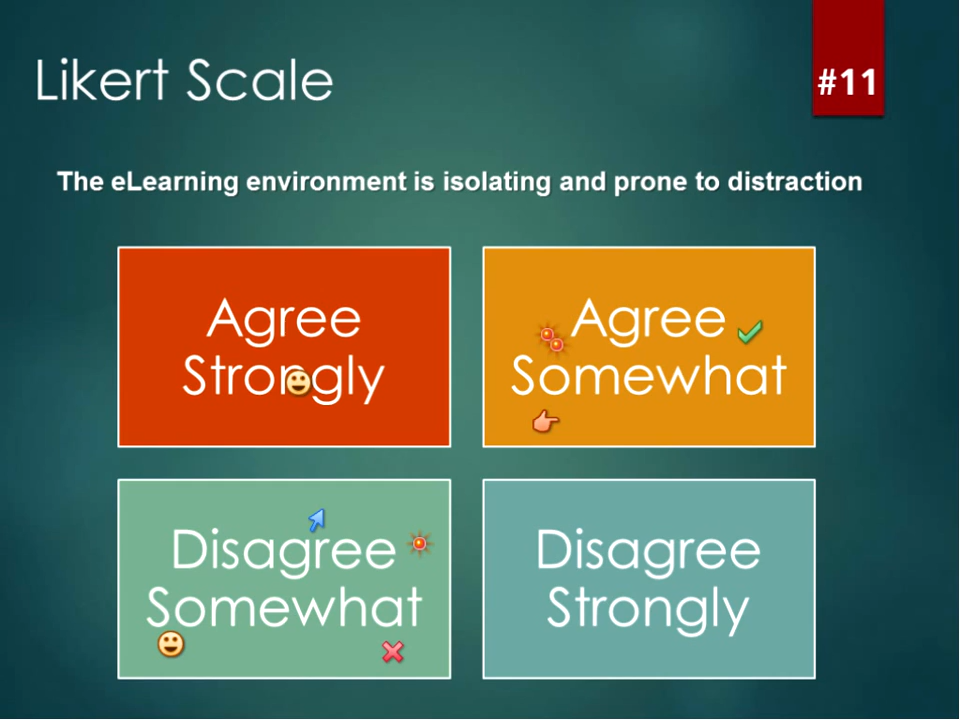 Likert Scale
#11
The eLearning environment is isolating and prone to distraction
Agree
Strongly
Agree
Somewhat
Disagree
Somewhat
Disagree
Strongly